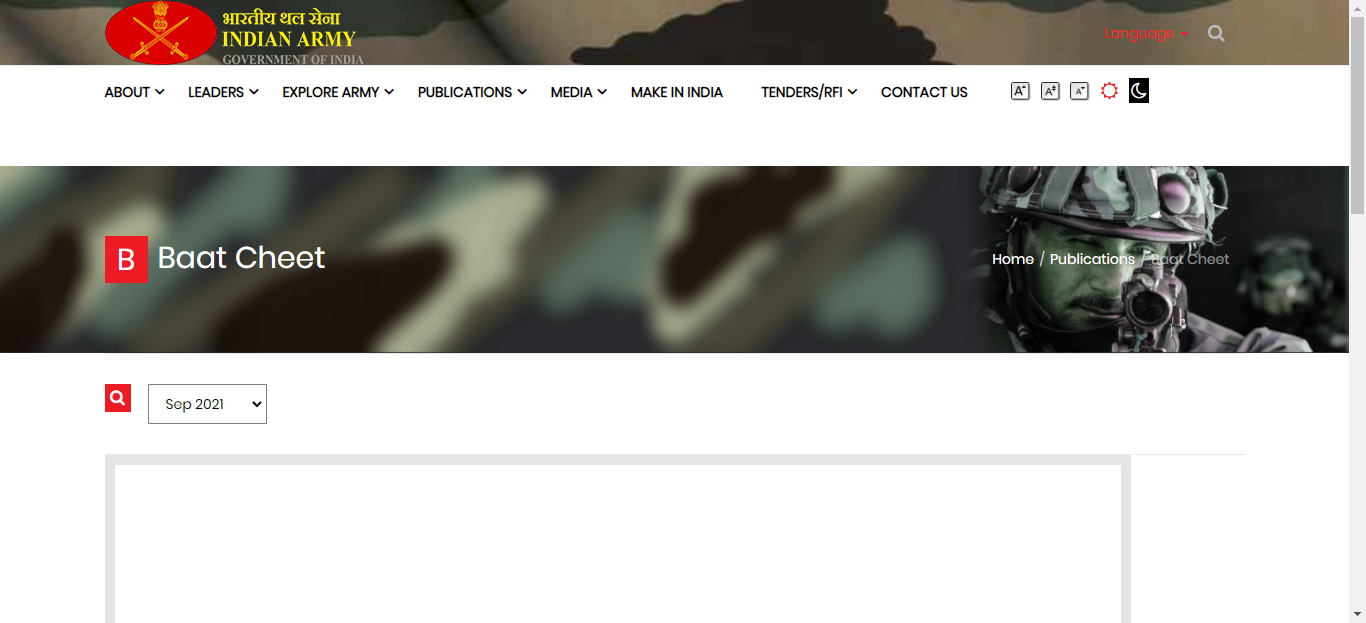 भारतीय थल सेना
INDIAN ARMY
GOVERNMENT OF INDIA
Language
ABOUT LEADERS EXPLORE ARMY PUBLICATIONS MEDIA MAKE IN INDIA TENDERS/RFI CONTACT US A A A
B Baat Cheet
Home / Publications / Baat Cheet
Sep 2021